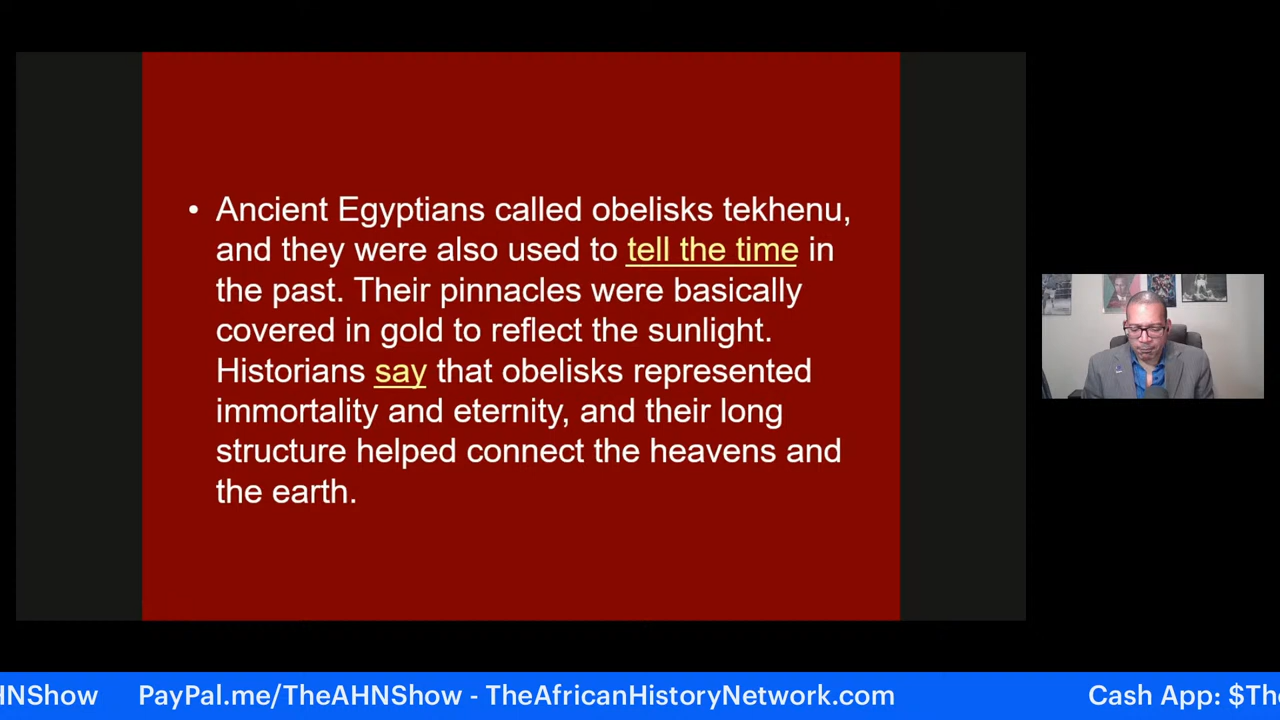 • Ancient Egyptians called obelisks tekhenu,
and they were also used to tell the time in
the past. Their pinnacles were basically
covered in gold to reflect the sunlight.
Historians say that obelisks represented
immortality and eternity, and their long
structure helped connect the heavens and
the earth.
HNShow PayPal.me/TheAHNShow - TheAfricanHistoryNetwork.com Cash App: $Th